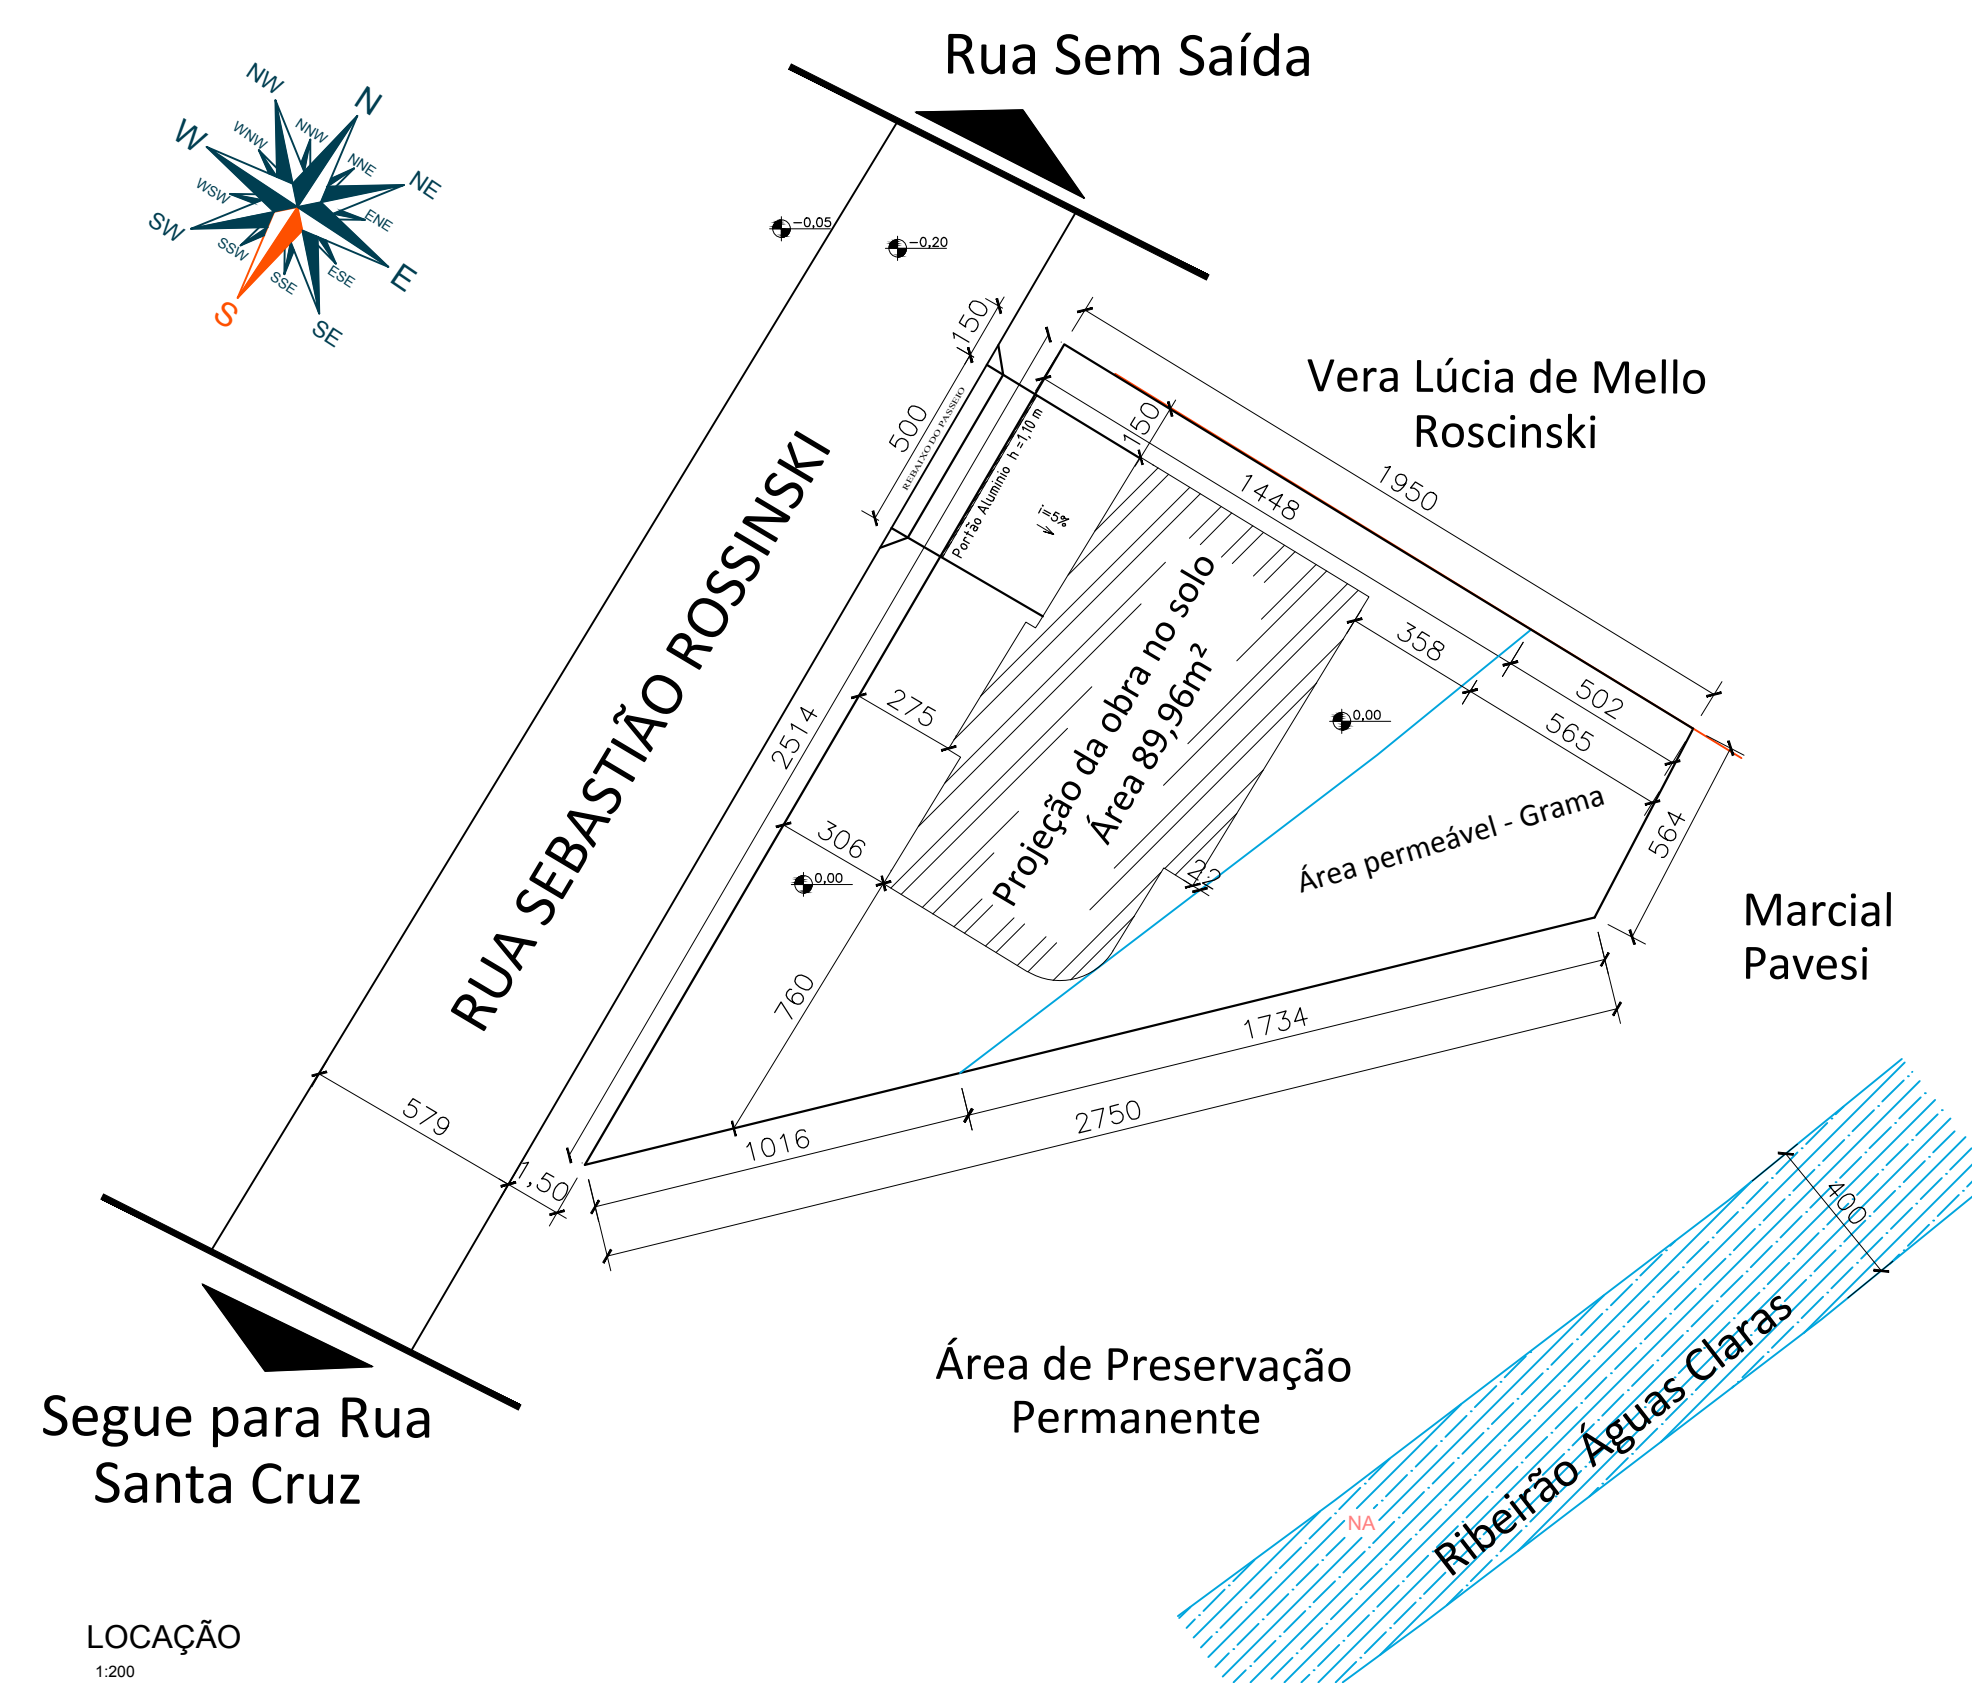 Rua Sem Saída
NW
N
NNW
WNW
W
NNE
NE
WSW
ENE
SW
SSW
ESE
SSE
E
S
SE
-0,05
-0,20
150
500
REBAIXO DO PASSEIO
Portão Alumínio h =1,10 m
i=5%
150
1448
1950
Vera Lúcia de Mello
Roscinski
RUA SEBASTIÃO ROSSINSKI
2514
275
306
0,00
760
Projeção da obra no solo
Área 89,96m²
358
0,00
502
565
564
22
Área permeável - Grama
Marcial
Pavesi
1734
2750
1016
579
1,50
Segue para Rua
Santa Cruz
Área de Preservação
Permanente
400
Ribeirão Águas Claras
NA
LOCAÇÃO
1:200